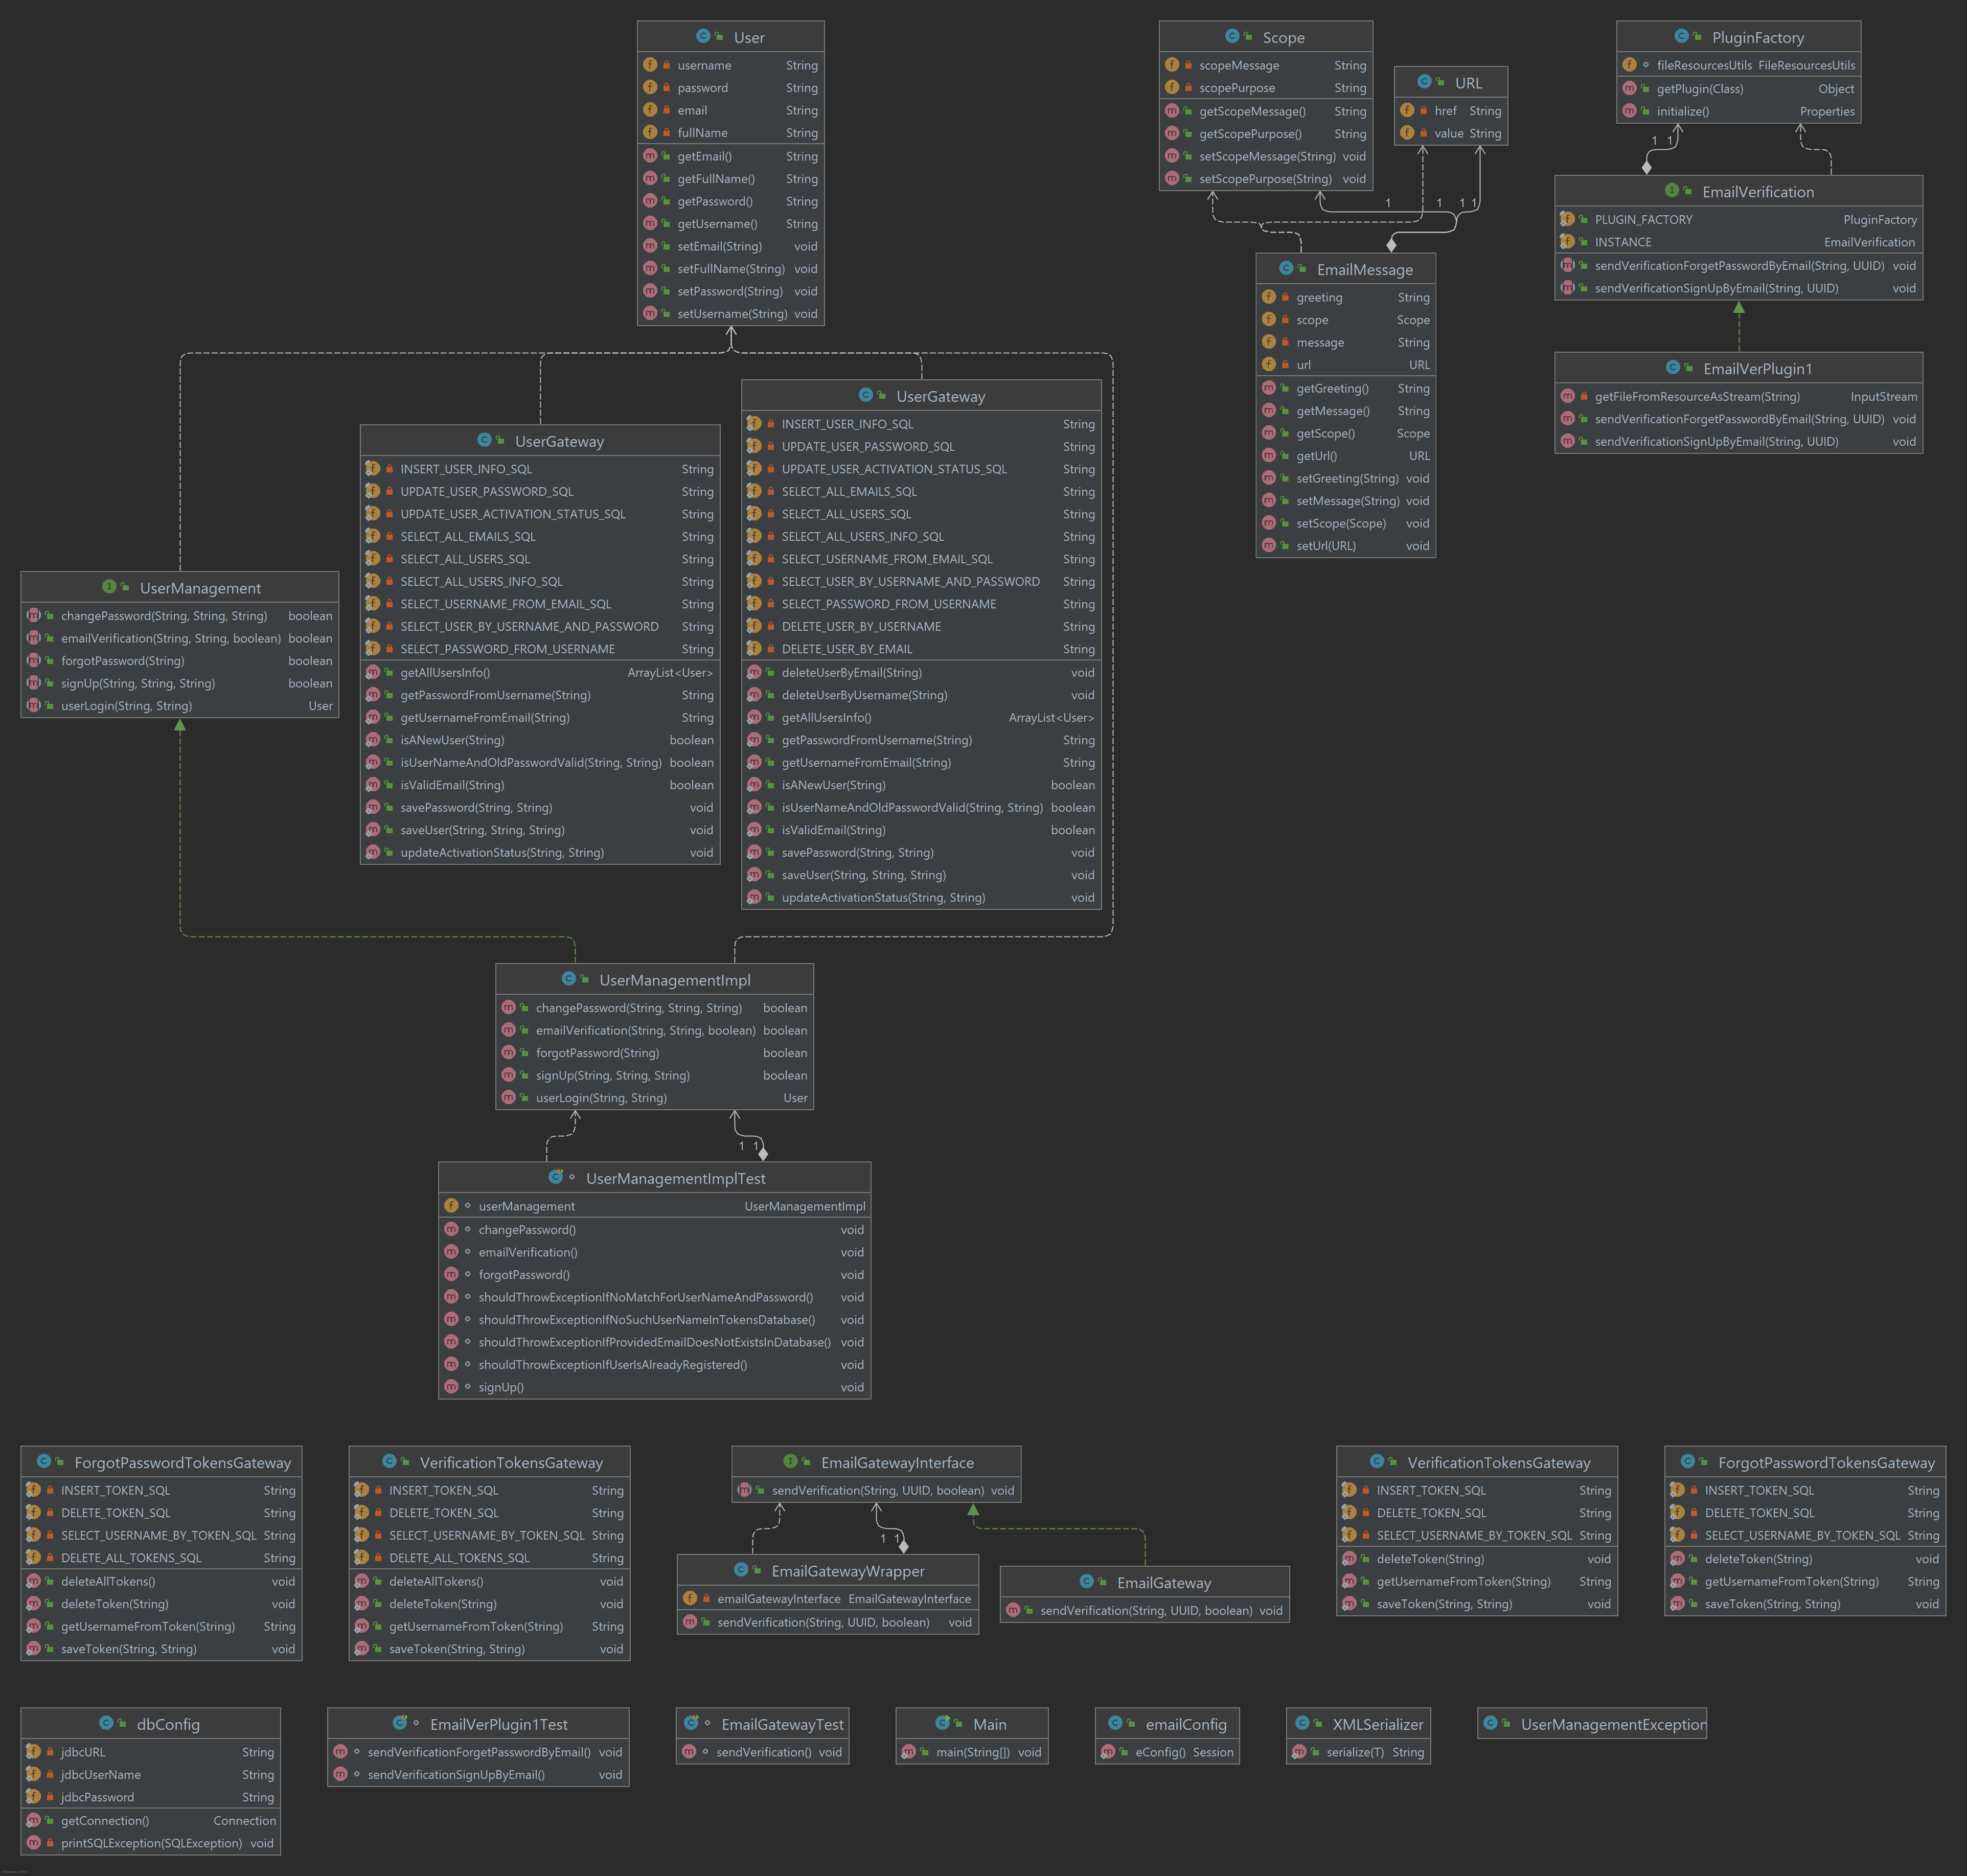 User
username String
password String
email String
fullName String
getEmail() String
getFullName() String
getPassword() String
getUsername() String
setEmail(String) void
setFullName(String) void
setPassword(String) void
setUsername(String) void
Scope
scopeMessage String
scopePurpose String
getScopeMessage() String
getScopePurpose() String
setScopeMessage(String) void
setScopePurpose(String) void
URL
href String
value String
PluginFactory
fileResourcesUtils FileResourcesUtils
getPlugin(Class) Object
initialize() Properties
1 1
EmailVerification
PLUGIN_FACTORY PluginFactory
INSTANCE EmailVerification
sendVerificationForgetPasswordByEmail(String, UUID) void
sendVerificationSignUpByEmail(String, UUID) void
1 1 1 1
EmailMessage
greeting String
scope Scope
message String
url URL
getGreeting() String
getMessage() String
getScope() Scope
getUrl() URL
setGreeting(String) void
setMessage(String) void
setScope(Scope) void
setUrl(URL) void
EmailVerPlugin1
getFileFromResourceAsStream(String) InputStream
sendVerificationForgetPasswordByEmail(String, UUID) void
sendVerificationSignUpByEmail(String, UUID) void
UserManagement
changePassword(String, String, String) boolean
emailVerification(String, String, boolean) boolean
forgotPassword(String) boolean
signUp(String, String, String) boolean
userLogin(String, String) User
UserGateway
INSERT_USER_INFO_SQL String
UPDATE_USER_PASSWORD_SQL String
UPDATE_USER_ACTIVATION_STATUS_SQL String
SELECT_ALL_EMAILS_SQL String
SELECT_ALL_USERS_SQL String
SELECT_ALL_USERS_INFO_SQL String
SELECT_USERNAME_FROM_EMAIL_SQL String
SELECT_USER_BY_USERNAME_AND_PASSWORD String
SELECT_PASSWORD_FROM_USERNAME String
getAllUsersInfo() ArrayList<User>
getPasswordFromUsername(String) String
getUsernameFromEmail(String) String
isANewUser(String) boolean
isUserNameAndOldPasswordValid(String, String) boolean
isValidEmail(String) boolean
savePassword(String, String) void
saveUser(String, String, String) void
updateActivationStatus(String, String) void
UserGateway
INSERT_USER_INFO_SQL String
UPDATE_USER_PASSWORD_SQL String
UPDATE_USER_ACTIVATION_STATUS_SQL String
SELECT_ALL_EMAILS_SQL String
SELECT_ALL_USERS_SQL String
SELECT_ALL_USERS_INFO_SQL String
SELECT_USERNAME_FROM_EMAIL_SQL String
SELECT_USER_BY_USERNAME_AND_PASSWORD String
SELECT_PASSWORD_FROM_USERNAME String
DELETE_USER_BY_USERNAME String
DELETE_USER_BY_EMAIL String
deleteUserByEmail(String) void
deleteUserByUsername(String) void
getAllUsersInfo() ArrayList<User>
getPasswordFromUsername(String) String
getUsernameFromEmail(String) String
isANewUser(String) boolean
isUserNameAndOldPasswordValid(String, String) boolean
isValidEmail(String) boolean
savePassword(String, String) void
saveUser(String, String, String) void
updateActivationStatus(String, String) void
UserManagementImpl
changePassword(String, String, String) boolean
emailVerification(String, String, boolean) boolean
forgotPassword(String) boolean
signUp(String, String, String) boolean
userLogin(String, String) User
1 1
UserManagementImplTest
userManagement UserManagementImpl
changePassword() void
emailVerification() void
forgotPassword() void
shouldThrowExceptionIfNoMatchForUserNameAndPassword() void
shouldThrowExceptionIfNoSuchUserNameInTokensDatabase() void
shouldThrowExceptionIfProvidedEmailDoesNotExistsInDatabase() void
shouldThrowExceptionIfUserIsAlreadyRegistered() void
signUp() void
ForgotPasswordTokensGateway
INSERT_TOKEN_SQL String
DELETE_TOKEN_SQL String
SELECT_USERNAME_BY_TOKEN_SQL String
DELETE_ALL_TOKENS_SQL String
deleteAllTokens() void
deleteToken(String) void
getUsernameFromToken(String) String
saveToken(String, String) void
VerificationTokensGateway
INSERT_TOKEN_SQL String
DELETE_TOKEN_SQL String
SELECT_USERNAME_BY_TOKEN_SQL String
DELETE_ALL_TOKENS_SQL String
deleteAllTokens() void
deleteToken(String) void
getUsernameFromToken(String) String
saveToken(String, String) void
EmailGatewayInterface
sendVerification(String, UUID, boolean) void
1 1
EmailGatewayWrapper
emailGatewayInterface EmailGatewayInterface
sendVerification(String, UUID, boolean) void
EmailGateway
sendVerification(String, UUID, boolean) void
VerificationTokensGateway
INSERT_TOKEN_SQL String
DELETE_TOKEN_SQL String
SELECT_USERNAME_BY_TOKEN_SQL String
deleteToken(String) void
getUsernameFromToken(String) String
saveToken(String, String) void
ForgotPasswordTokensGateway
INSERT_TOKEN_SQL String
DELETE_TOKEN_SQL String
SELECT_USERNAME_BY_TOKEN_SQL String
deleteToken(String) void
getUsernameFromToken(String) String
saveToken(String, String) void
dbConfig
jdbcURL String
jdbcUserName String
jdbcPassword String
getConnection() Connection
printSQLException(SQLException) void
EmailVerPlugin1Test
sendVerificationForgetPasswordByEmail() void
sendVerificationSignUpByEmail() void
EmailGatewayTest
sendVerification() void
Main
main(String[]) void
emailConfig
eConfig() Session
XMLSerializer
serialize(T) String
UserManagementException